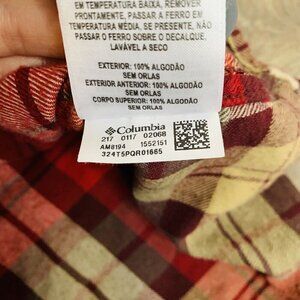 EM TEMPERATURA BAIXA, REMOVER
PRONTAMENTE, PASSAR A FERRO EM
TEMPERATURA MÉDIA, SE PRESENTE, NÃO
PASSAR O FERRO SOBRE O DECALQUE,
LAVÁVEL A SECO
EXTERIOR: 100% ALGODÃO
SEM ORLAS
EXTERIOR ANTERIOR: 100% ALGODÃO
SEM ORLAS
CORPO SUPERIOR: 100% ALGODÃO
SEM ORLAS
Columbia
217 0117 02068
AM8194 1552151
324T5PQR01665